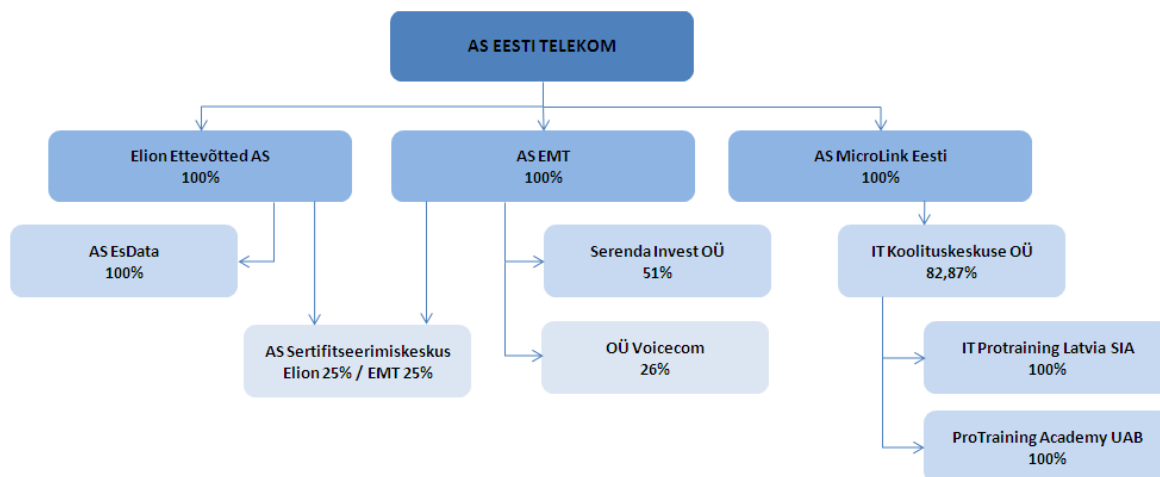 AS EESTI TELEKOM
Elion Ettevõtted AS
100%
AS EMT
100%
AS MicroLink Eesti
100%
AS EsData
100%
Serenda Invest OÜ
51%
IT Koolituskeskuse OÜ
82,87%
AS Sertifitseerimiskeskus
Elion 25% / EMT 25%
OÜ Voicecom
26%
IT Protraining Latvia SIA
100%
ProTraining Academy UAB
100%